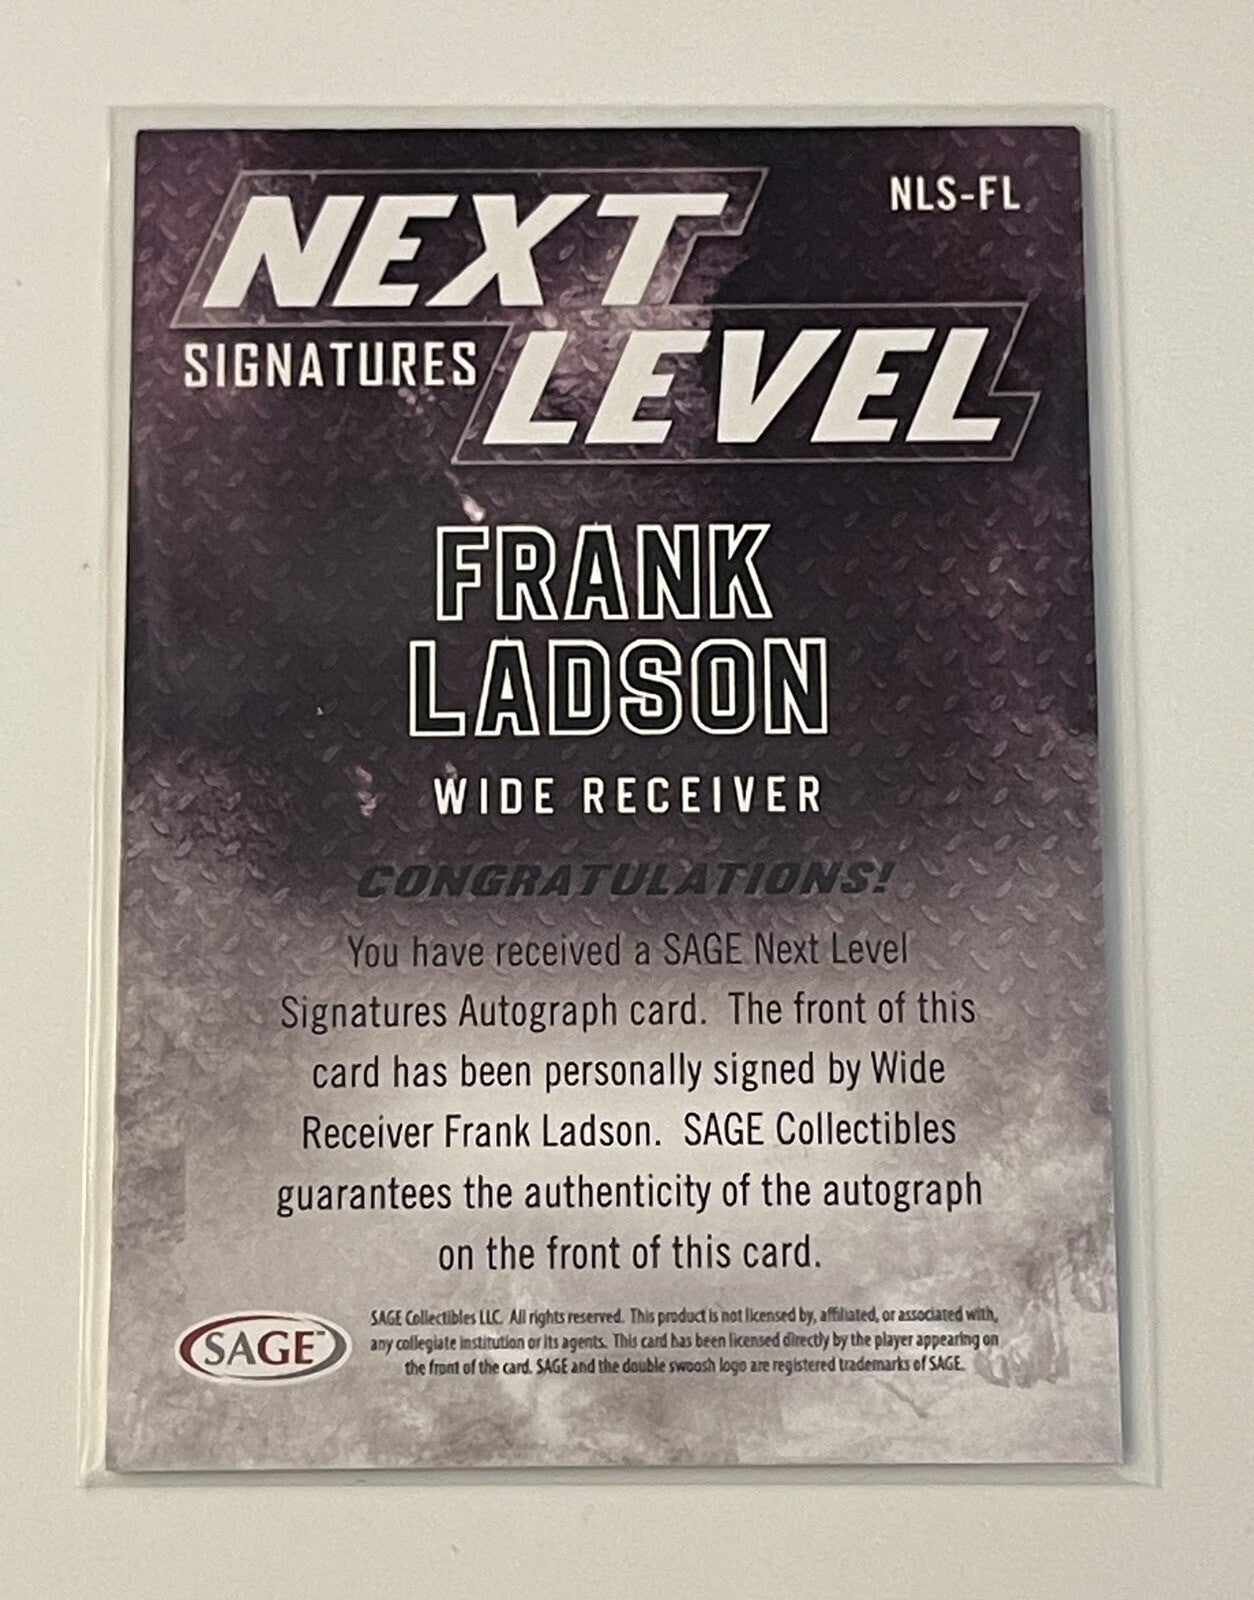 NLS-FL
NEXT
SIGNATURES
LEVEL
FRANK
LADSON
WIDE RECEIVER
CONGRATULATIONS!
You have received a SAGE Next Level
Signatures Autograph card. The front of this
card has been personally signed by Wide
Receiver Frank Ladson. SAGE Collectibles
guarantees the authenticity of the autograph
on the front of this card.
SAGE™
SAGE Collectibles LLC. All rights reserved. This product is not licensed by, affiliated, or associated with,
any collegiate institution or its agents. This card has been licensed directly by the player appearing on
the front of the card. SAGE and the double swoosh logo are registered trademarks of SAGE.